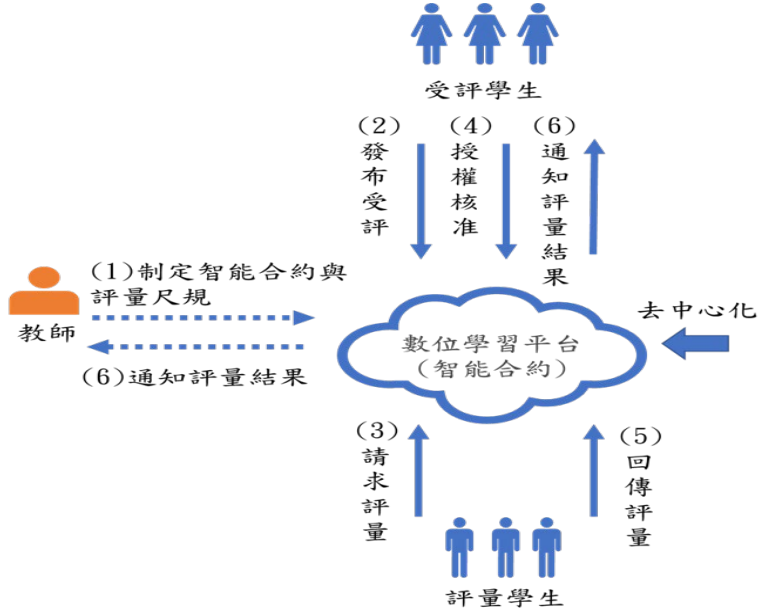 受評學生
(2)發布受評
(4)授權核准
(6)通知評量結果
(1)制定智能合約與
評量尺規
教師
(6)通知評量結果
數位學習平台
(智能合約)
去中心化
(3)請求評量
(5)回傳評量
評量學生